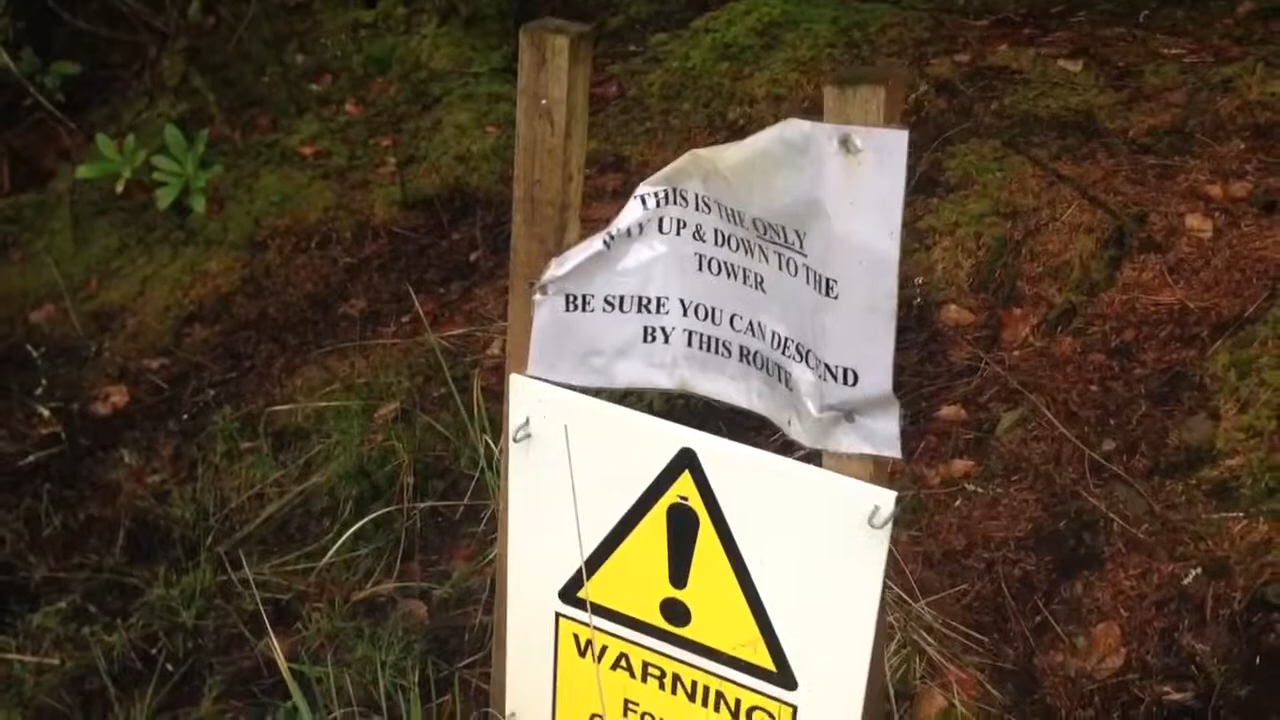 THIS IS THE ONLY
WAY UP & DOWN TO THE
TOWER
BE SURE YOU CAN DESCEND
BY THIS ROUTE
WARNING